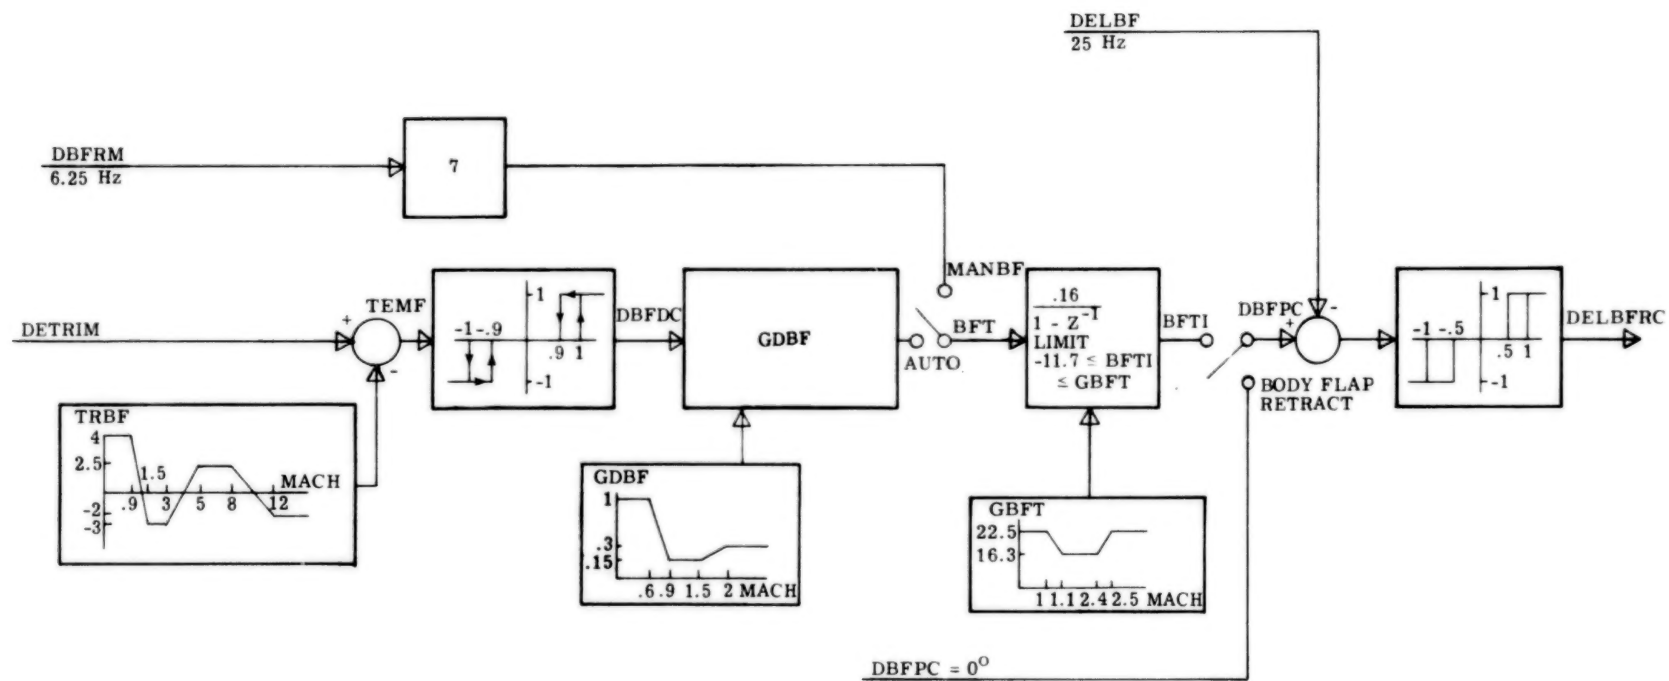 DELBF
25 Hz
DBFRM
6.25 Hz
7
MANBF
DETRIM
+
TEMF
-
-1 -.9
1
.9 1
-1
DBFDC
GDBF
AUTO
BFT
.16
1 - Z-1
LIMIT
-11.7 ≤ BFTI
≤ GBFT
BFTI
DBFPC
+
-
BODY FLAP
RETRACT
-1 -.5
1
.5 1
-1
DELBFRC
TRBF
4
2.5
1.5
MACH
.9 3 5 8 12
-2
-3
GDBF
1
.3
.15
.6 .9 1.5 2 MACH
GBFT
22.5
16.3
1 1.1 2.4 2.5 MACH
DBFPC = 0O